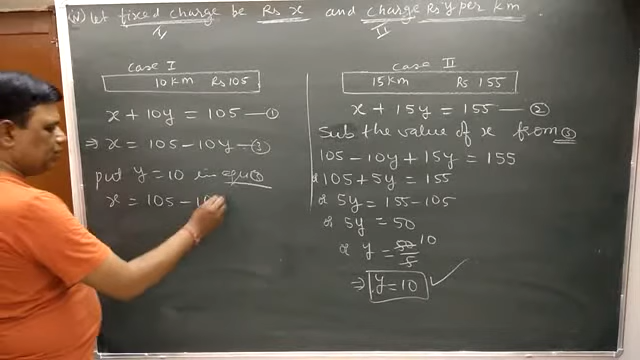 (iv) Let fixed charge be Rs x and charge Rs y per km.
I II
Case I
10 km Rs 105
x + 10y = 105 — ①
⇒ x = 105 - 10y — ③
put y = 10 in equ ③
x = 105 - 10
Case II
15 km Rs 155
x + 15y = 155 — ②
Sub the value of x from ③
105 - 10y + 15y = 155
105 + 5y = 155
5y = 155 - 105
5y = 50
y = 50/5 10
⇒ y = 10 ✓